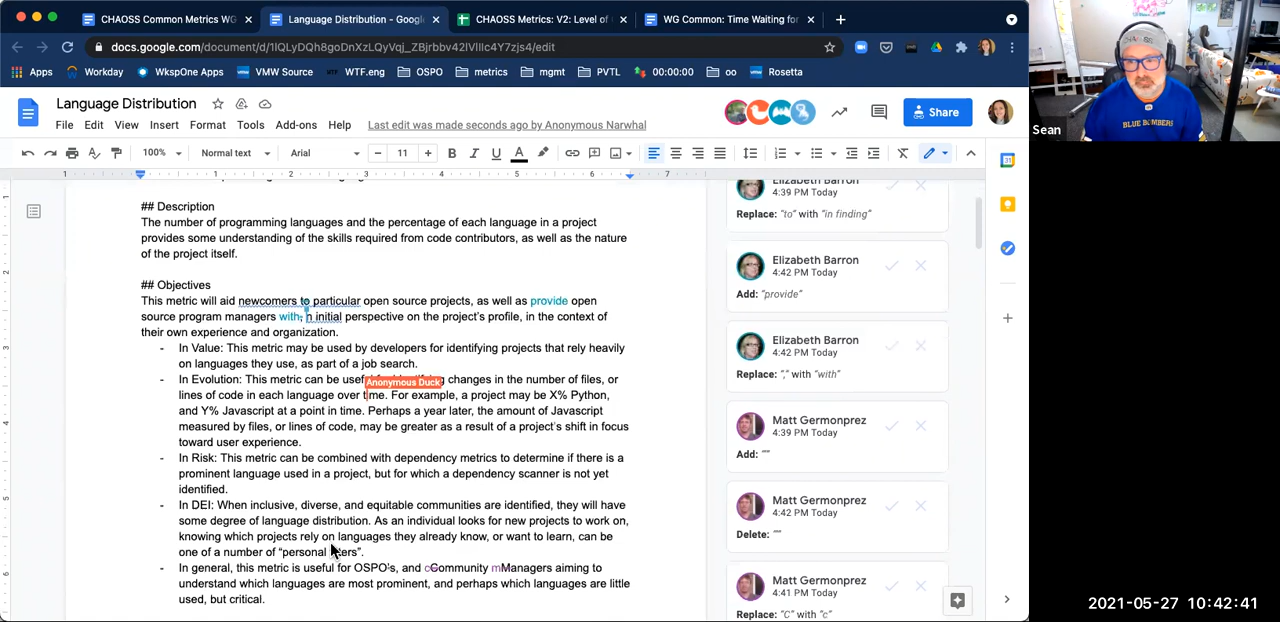 CHAOSS Common Metrics WG
Language Distribution - Google
CHAOSS Metrics: V2: Level of
WG Common: Time Waiting for
docs.google.com/document/d/1lQLyDQh8goDnXzLQyVqj_ZBjrbbv42lVlIlc4Y7zjs4/edit
Apps Workday WkspOne Apps VMW Source WTF.eng OSPO metrics mgmt PVTL 00:00:00 oo Rosetta
Language Distribution
File Edit View Insert Format Tools Add-ons Help Last edit was made seconds ago by Anonymous Narwhal
Share
100% Normal text Arial 11
## Description
The number of programming languages and the percentage of each language in a project
provides some understanding of the skills required from code contributors, as well as the nature
of the project itself.
## Objectives
This metric will aid newcomers to particular open source projects, as well as provide open
source program managers with, n initial perspective on the project's profile, in the context of
their own experience and organization.
- In Value: This metric may be used by developers for identifying projects that rely heavily
on languages they use, as part of a job search.
Anonymous Duck
- In Evolution: This metric can be useful changes in the number of files, or
lines of code in each language over time. For example, a project may be X% Python,
and Y% Javascript at a point in time. Perhaps a year later, the amount of Javascript
measured by files, or lines of code, may be greater as a result of a project's shift in focus
toward user experience.
- In Risk: This metric can be combined with dependency metrics to determine if there is a
prominent language used in a project, but for which a dependency scanner is not yet
identified.
- In DEI: When inclusive, diverse, and equitable communities are identified, they will have
some degree of language distribution. As an individual looks for new projects to work on,
knowing which projects rely on languages they already know, or want to learn, can be
one of a number of "personal ters".
- In general, this metric is useful for OSPO's, and cCommunity mManagers aiming to
understand which languages are most prominent, and perhaps which languages are little
used, but critical.
Elizabeth Barron
4:39 PM Today
Replace: "to" with "in finding"
Elizabeth Barron
4:42 PM Today
Add: "provide"
Elizabeth Barron
4:42 PM Today
Replace: "," with "with"
Matt Germonprez
4:39 PM Today
Add: ""
Matt Germonprez
4:42 PM Today
Delete: ""
Matt Germonprez
4:41 PM Today
Replace: "C" with "c"
BLUE BOMBERS
Sean
2021-05-27 10:42:41